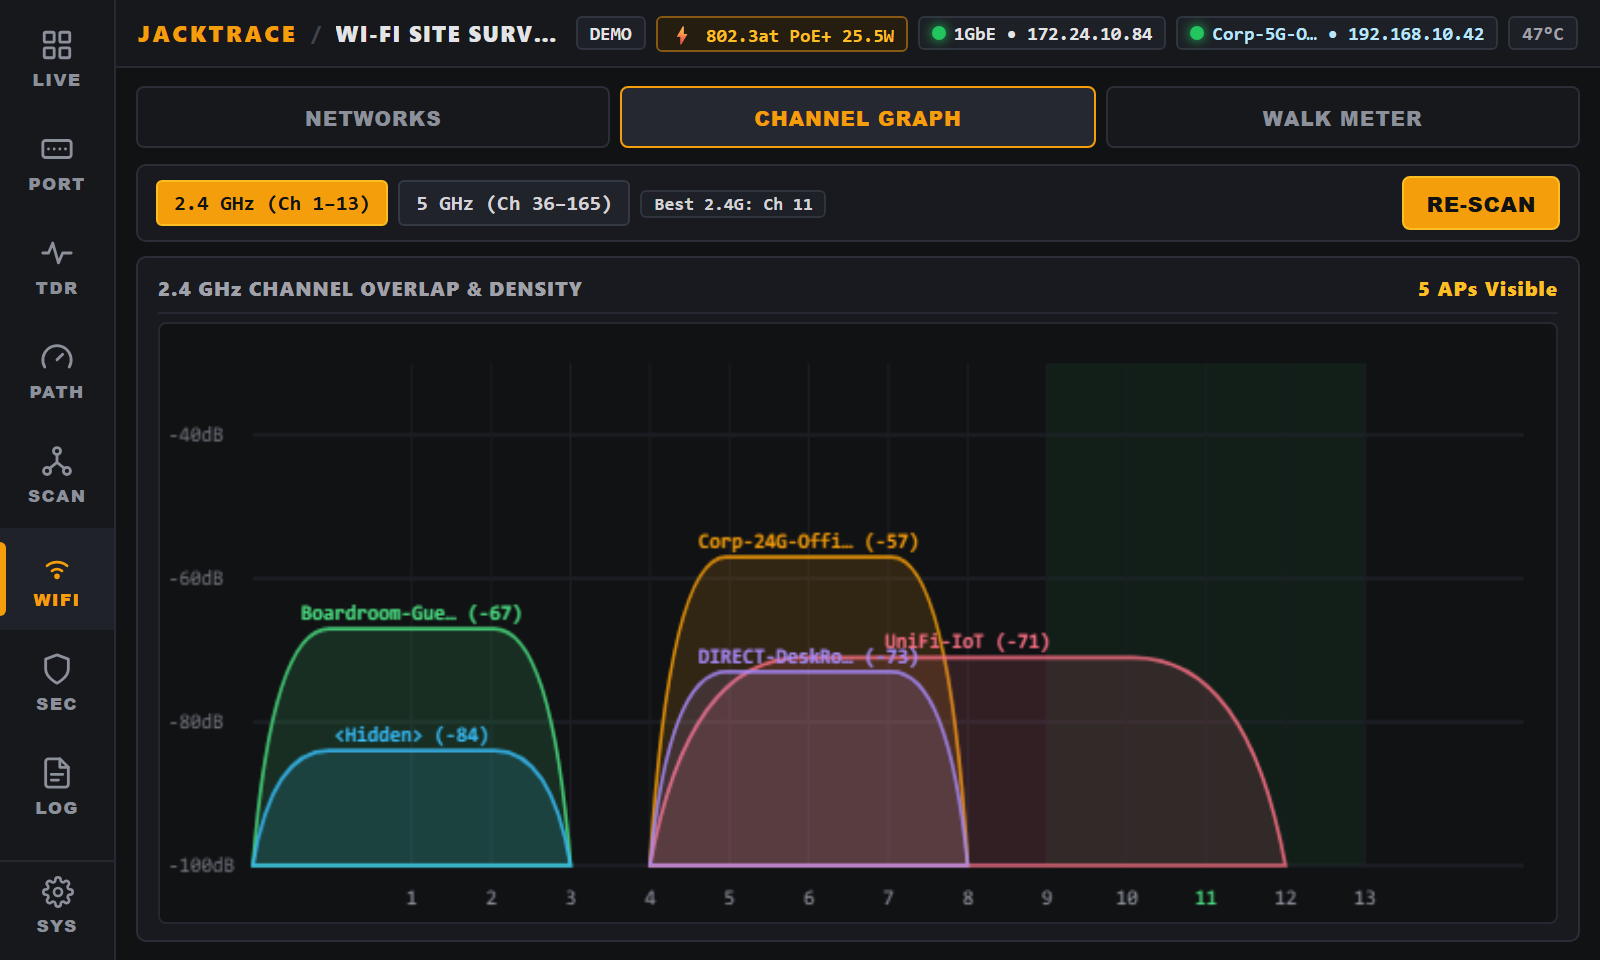 JACKTRACE / WI-FI SITE SURV...
DEMO
802.3at PoE+ 25.5W
1GbE • 172.24.10.84
Corp-5G-O… • 192.168.10.42
47°C
LIVE
PORT
TDR
PATH
SCAN
WIFI
SEC
LOG
SYS
NETWORKS
CHANNEL GRAPH
WALK METER
2.4 GHz (Ch 1–13)
5 GHz (Ch 36–165)
Best 2.4G: Ch 11
RE-SCAN
2.4 GHz CHANNEL OVERLAP & DENSITY
5 APs Visible
-40dB
Corp-24G-Offi… (-57)
-60dB
Boardroom-Gue… (-67)
UniFi-IoT (-71)
DIRECT-DeskRo… (-73)
-80dB
<Hidden> (-84)
-100dB
1 2 3 4 5 6 7 8 9 10 11 12 13